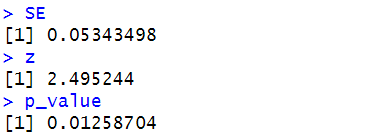 > SE
[1] 0.05343498
> z
[1] 2.495244
> p_value
[1] 0.01258704